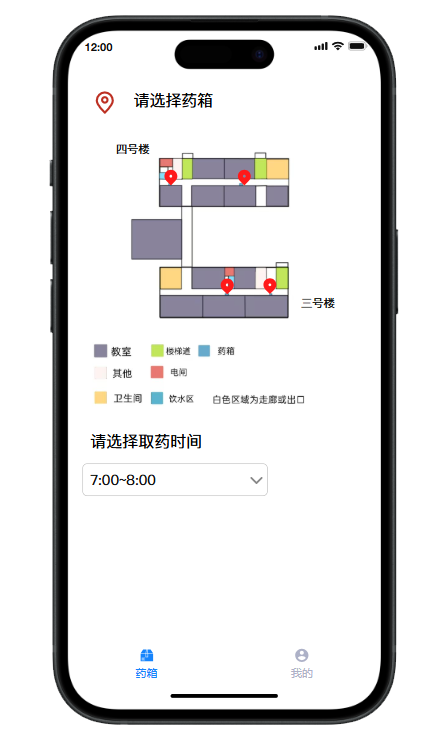 12:00
请选择药箱
四号楼
三号楼
教室 楼梯道 药箱
其他 电闸
卫生间 饮水区 白色区域为走廊或出口
请选择取药时间
7:00~8:00
药箱 我的